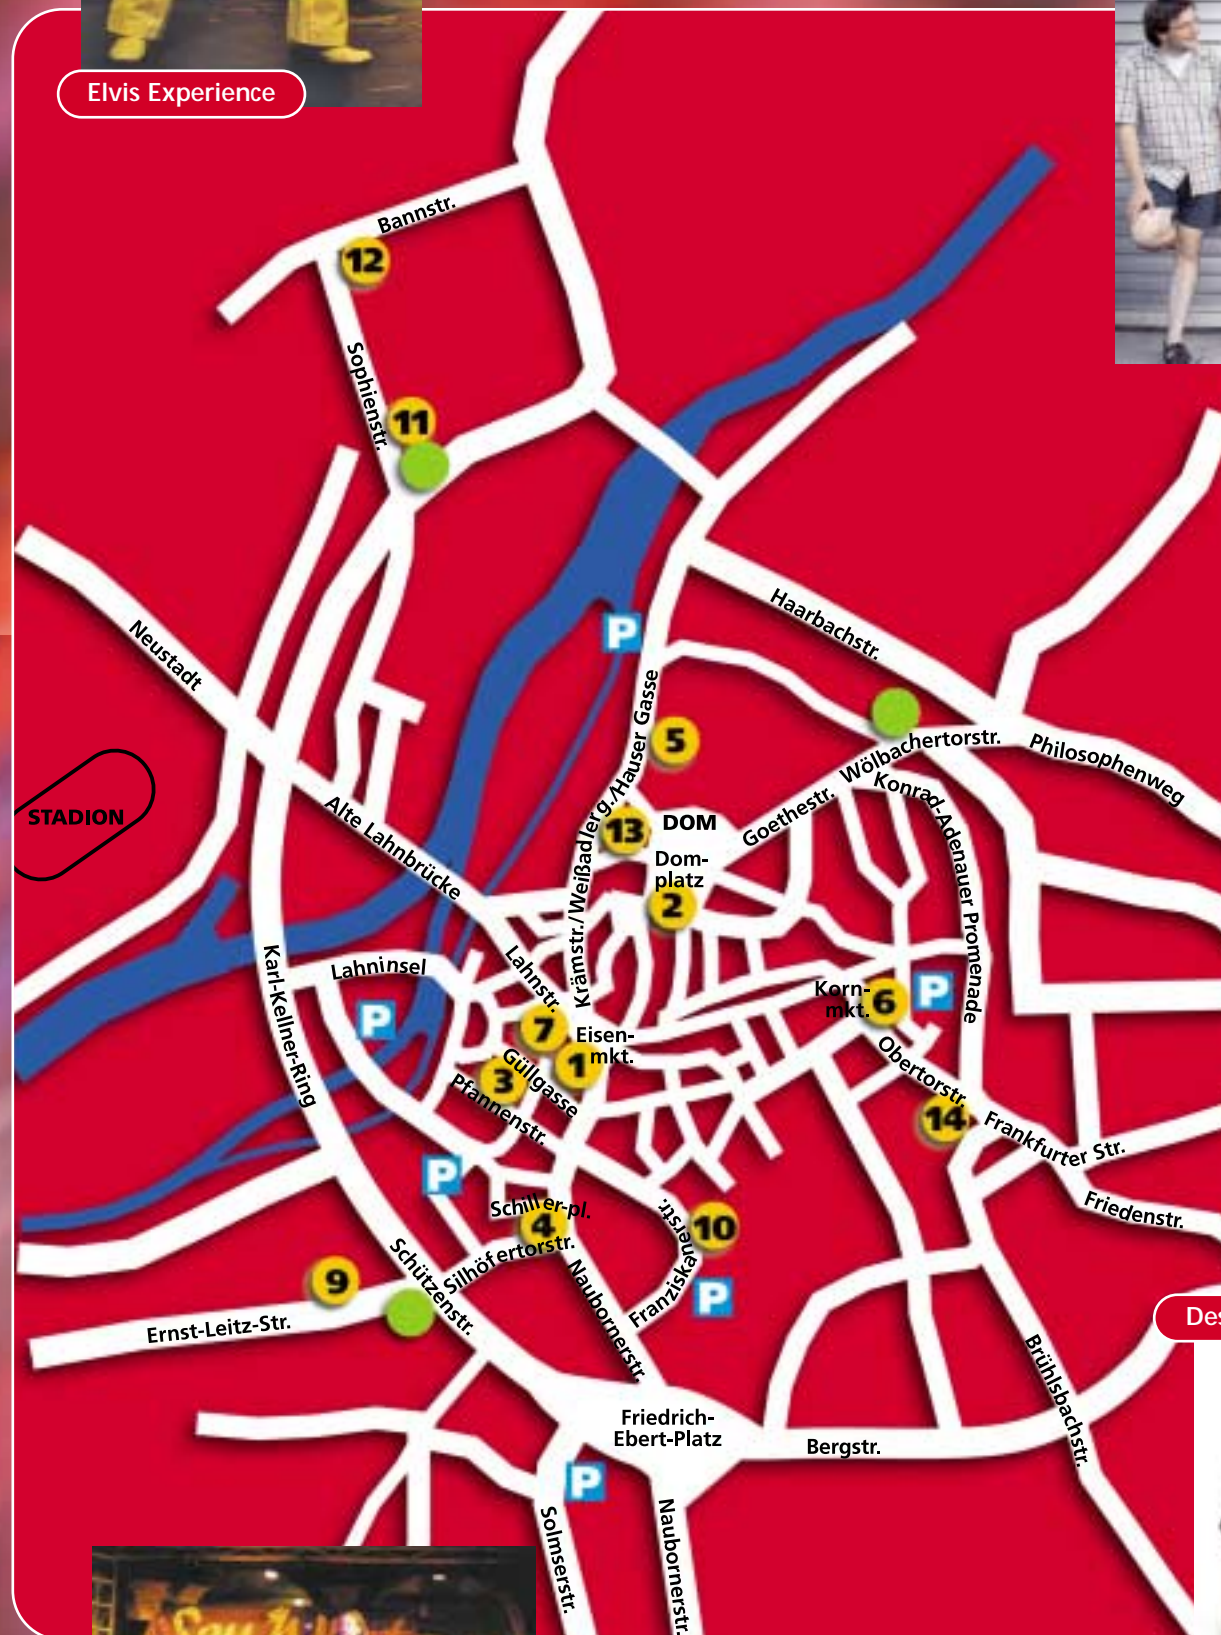 Elvis Experience
Bannstr.
12
Sophienstr.
11
Neustadt
P
Haarbachstr.
5
Wölbachertorstr.
Philosophenweg
STADION
Alte Lahnbrücke
Krämstr./Weißadlerg./Hauser Gasse
13
DOM
Goethestr.
Konrad-Adenauer Promenade
Dom-
platz
2
Karl-Kellner-Ring
Lahninsel
Lahnstr.
P
Korn-
mkt.
6
P
7
Eisen-
mkt.
1
3
Güllgasse
Pfannenstr.
Obertorstr.
14
Frankfurter Str.
Friedenstr.
P
Schiller-pl.
4
Silhöfertorstr.
10
Franziskanerstr.
P
9
Schützenstr.
Ernst-Leitz-Str.
Naubornerstr.
Des
Brühlsbachstr.
Friedrich-
Ebert-Platz
Bergstr.
P
Solmserstr.
Naubornerstr.